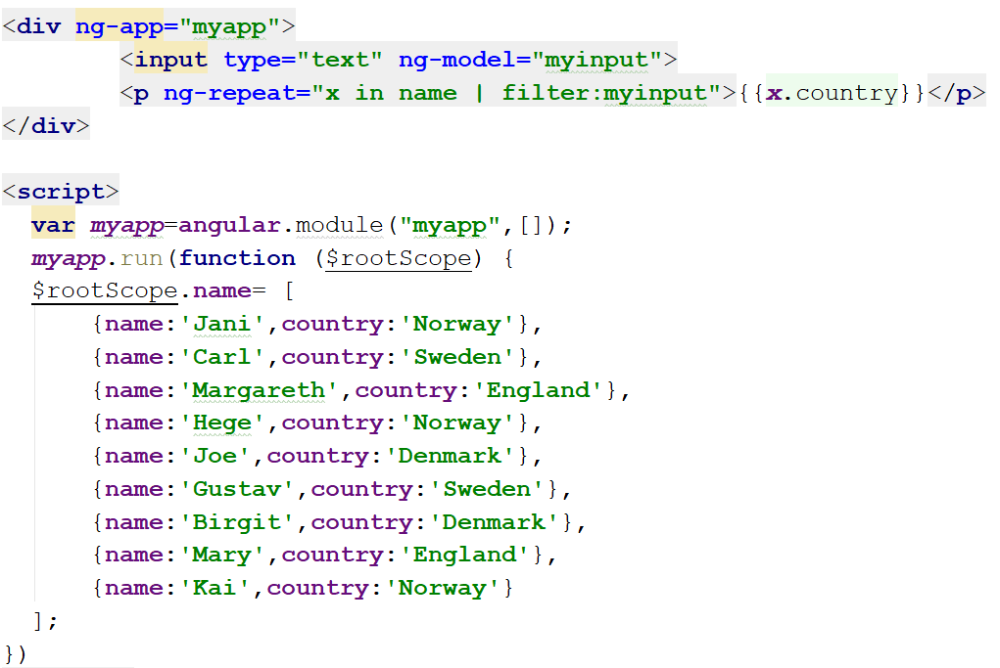 <div ng-app="myapp">
<input type="text" ng-model="myinput">
<p ng-repeat="x in name | filter:myinput">{{x.country}}</p>
</div>
<script>
var myapp=angular.module("myapp",[]);
myapp.run(function ($rootScope) {
$rootScope.name= [
{name:'Jani',country:'Norway'},
{name:'Carl',country:'Sweden'},
{name:'Margareth',country:'England'},
{name:'Hege',country:'Norway'},
{name:'Joe',country:'Denmark'},
{name:'Gustav',country:'Sweden'},
{name:'Birgit',country:'Denmark'},
{name:'Mary',country:'England'},
{name:'Kai',country:'Norway'}
];
})